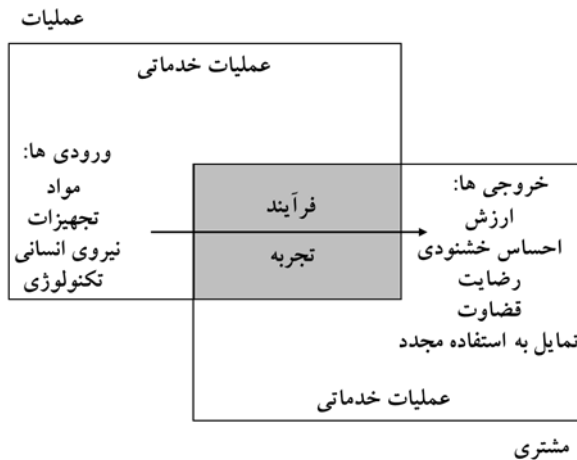 عملیات
عملیات خدماتی
ورودی ها:
مواد
تجهیزات
نیروی انسانی
تکنولوژی
فرآیند
تجربه
خروجی ها:
ارزش
احساس خشنودی
رضایت
قضاوت
تمایل به استفاده مجدد
عملیات خدماتی
مشتری